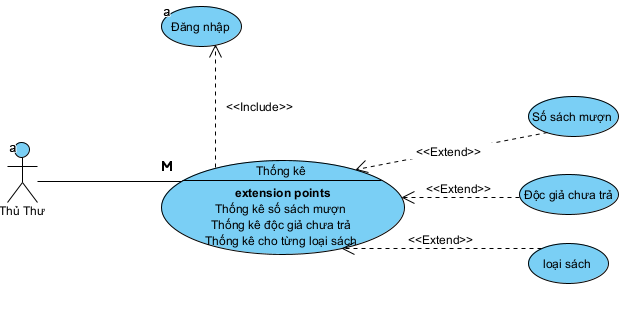 a
Đăng nhập
<<Include>>
Số sách mượn
<<Extend>>
a
M
Thống kê
extension points
Thống kê số sách mượn
Thống kê độc giả chưa trả
Thống kê cho từng loại sách
Thủ Thư
<<Extend>>
Độc giả chưa trả
<<Extend>>
loại sách